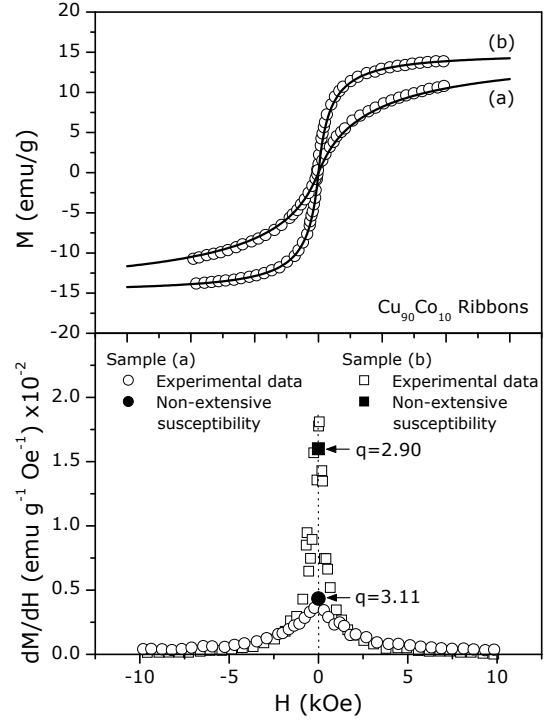 20
15
(b)
10
(a)
5
0
-5
-10
-15
-20
M (emu/g)
Cu₉₀Co₁₀ Ribbons
Sample (a)
Experimental data
Non-extensive
susceptibility
Sample (b)
Experimental data
Non-extensive
susceptibility
2.0
1.5
1.0
0.5
0.0
dM/dH (emu g⁻¹ Oe⁻¹) x10⁻²
q=2.90
q=3.11
-10 -5 0 5 10
H (kOe)